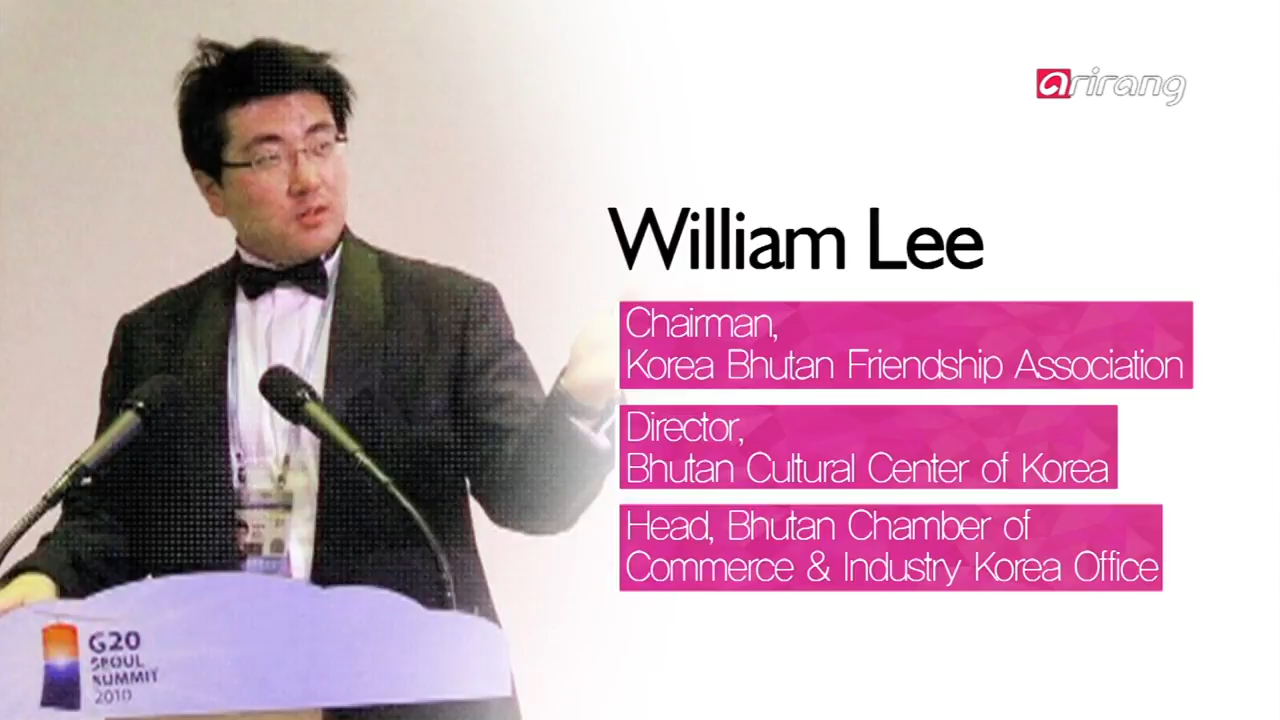 arirang
William Lee
Chairman,
Korea Bhutan Friendship Association
Director,
Bhutan Cultural Center of Korea
Head, Bhutan Chamber of
Commerce & Industry Korea Office
G20
SEOUL
SUMMIT
2010